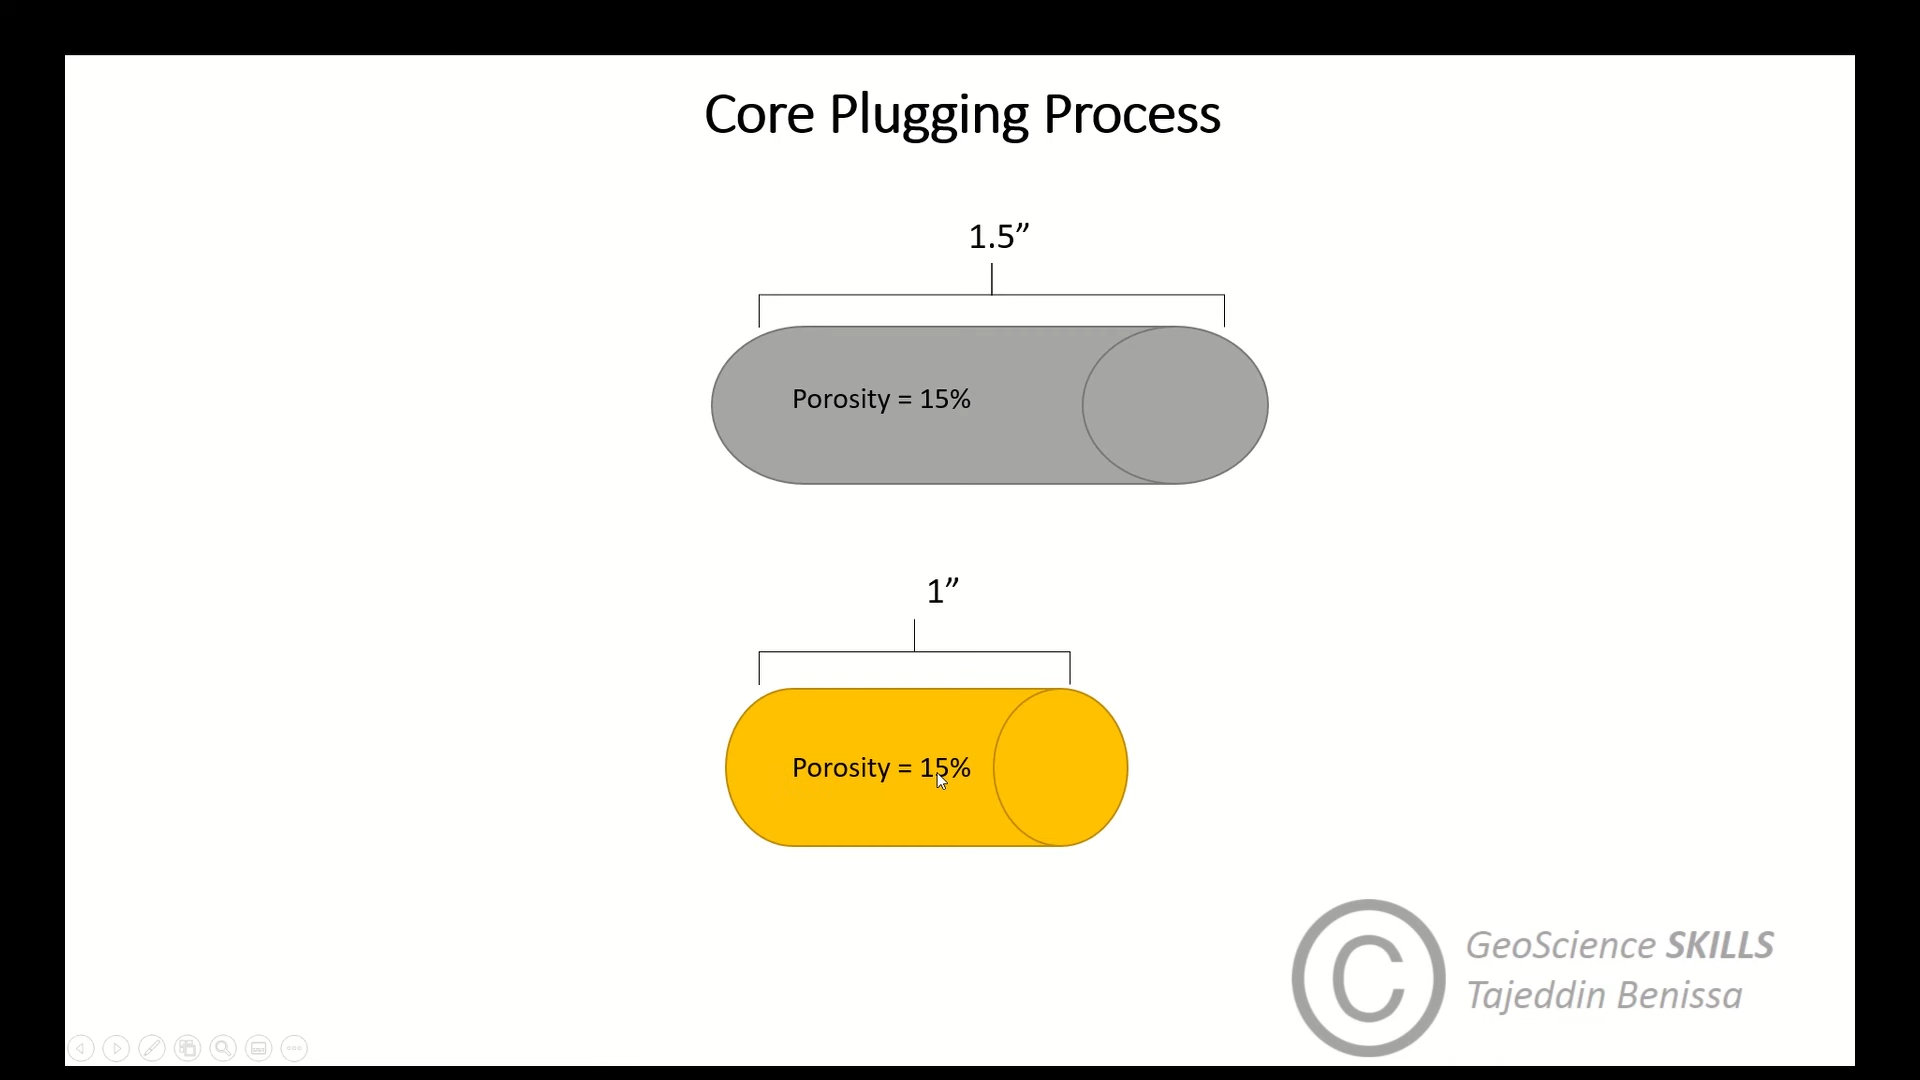 Core Plugging Process
1.5”
Porosity = 15%
1”
Porosity = 15%
©
GeoScience SKILLS
Tajeddin Benissa